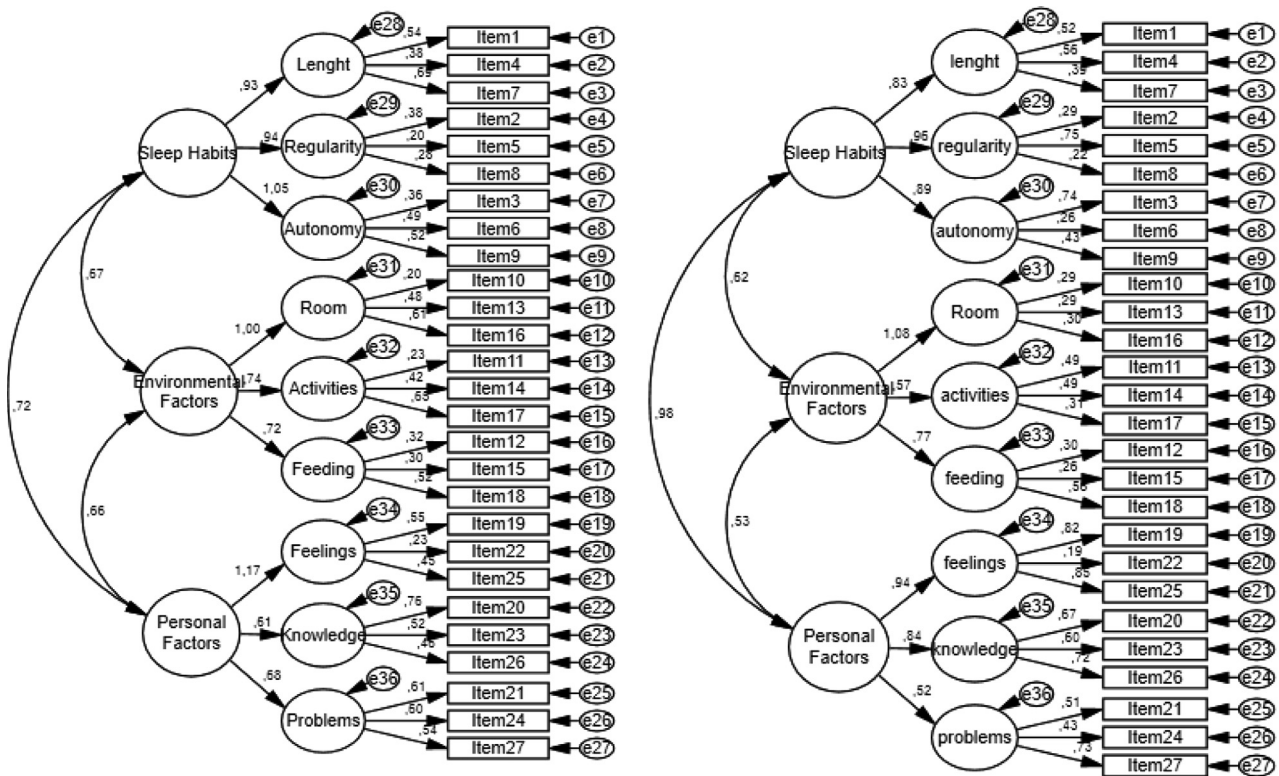 e28
,54
Item1
e1
,38
Lenght
Item4
e2
,69
Item7
e3
,93
e29
,38
Item2
e4
,94
,20
Sleep Habits
Regularity
Item5
e5
,28
Item8
e6
1,05
e30
,36
Item3
e7
,49
Autonomy
Item6
e8
,52
Item9
e9
,67
e31
,20
Item10
e10
,48
Room
Item13
e11
,61
Item16
e12
1,00
e32
,23
Item11
e13
,74
,42
Environmental
Factors
Activities
Item14
e14
,65
Item17
e15
,72
e33
,32
Item12
e16
,30
Feeding
Item15
e17
,52
Item18
e18
,72
,66
e34
,55
Item19
e19
,23
Feelings
Item22
e20
,45
Item25
e21
1,17
e35
,76
Item20
e22
,61
,52
Personal
Factors
Knowledge
Item23
e23
,46
Item26
e24
,68
e36
,61
Item21
e25
,60
Problems
Item24
e26
,54
Item27
e27
e28
,52
Item1
e1
,56
lenght
Item4
e2
,39
Item7
e3
,83
e29
,29
Item2
e4
,75
Sleep Habits
regularity
Item5
e5
,22
Item8
e6
,89
e30
,74
Item3
e7
,26
autonomy
Item6
e8
,43
Item9
e9
,62
e31
,29
Item10
e10
,29
Room
Item13
e11
,30
Item16
e12
1,08
e32
,49
Item11
e13
,57
,49
Environmental
Factors
activities
Item14
e14
,31
Item17
e15
,77
e33
,30
Item12
e16
,26
feeding
Item15
e17
,56
Item18
e18
,98
,53
e34
,82
Item19
e19
,19
feelings
Item22
e20
,85
Item25
e21
,94
e35
,67
Item20
e22
,84
,60
Personal
Factors
knowledge
Item23
e23
,72
Item26
e24
,52
e36
,51
Item21
e25
,43
problems
Item24
e26
,73
Item27
e27